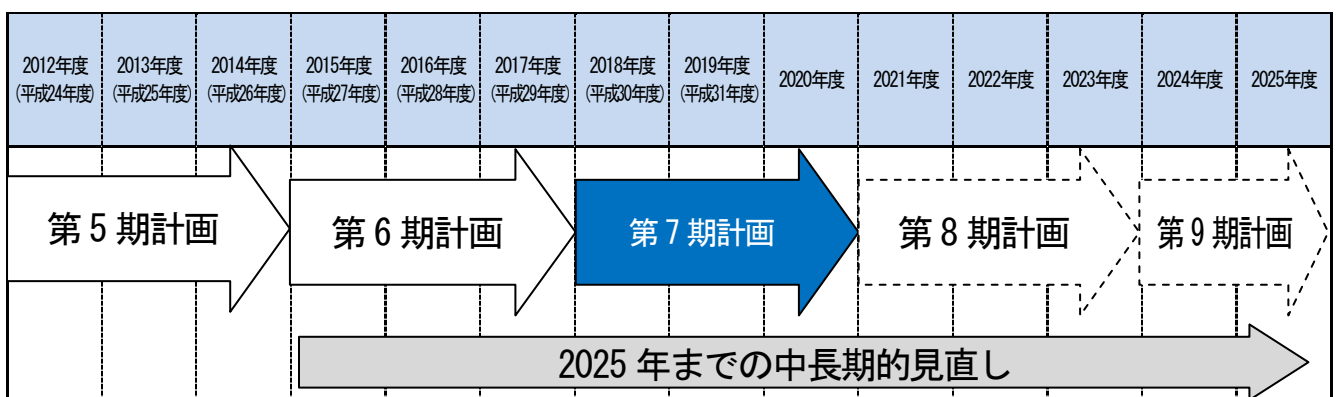 2012年度
(平成24年度)
2013年度
(平成25年度)
2014年度
(平成26年度)
2015年度
(平成27年度)
2016年度
(平成28年度)
2017年度
(平成29年度)
2018年度
(平成30年度)
2019年度
(平成31年度)
2020年度
2021年度
2022年度
2023年度
2024年度
2025年度
第5期計画
第6期計画
第7期計画
第8期計画
第9期計画
2025年までの中長期的見直し